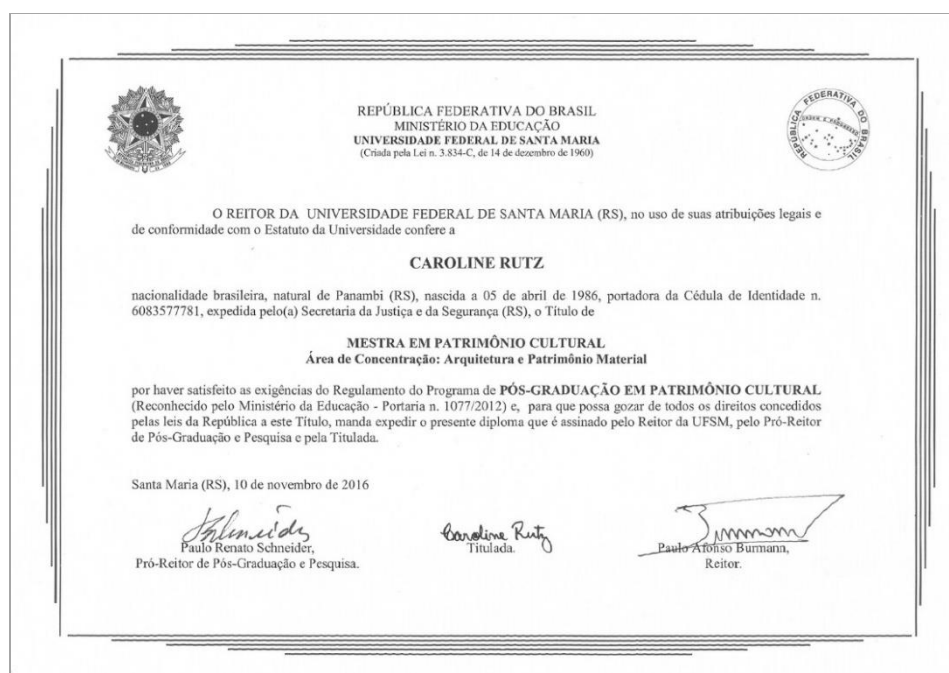 REPÚBLICA FEDERATIVA DO BRASIL
MINISTÉRIO DA EDUCAÇÃO
UNIVERSIDADE FEDERAL DE SANTA MARIA
(Criada pela Lei n. 3.834-C, de 14 de dezembro de 1960)
REPÚBLICA FEDERATIVA DO BRASIL
ORDEM E PROGRESSO
O REITOR DA UNIVERSIDADE FEDERAL DE SANTA MARIA (RS), no uso de suas atribuições legais e
de conformidade com o Estatuto da Universidade confere a
CAROLINE RUTZ
nacionalidade brasileira, natural de Panambi (RS), nascida a 05 de abril de 1986, portadora da Cédula de Identidade n.
6083577781, expedida pelo(a) Secretaria da Justiça e da Segurança (RS), o Título de
MESTRA EM PATRIMÔNIO CULTURAL
Área de Concentração: Arquitetura e Patrimônio Material
por haver satisfeito as exigências do Regulamento do Programa de PÓS-GRADUAÇÃO EM PATRIMÔNIO CULTURAL
(Reconhecido pelo Ministério da Educação - Portaria n. 1077/2012) e, para que possa gozar de todos os direitos concedidos
pelas leis da República a este Título, manda expedir o presente diploma que é assinado pelo Reitor da UFSM, pelo Pró-Reitor
de Pós-Graduação e Pesquisa e pela Titulada.
Santa Maria (RS), 10 de novembro de 2016
Caroline Rutz
Paulo Renato Schneider,
Pró-Reitor de Pós-Graduação e Pesquisa.
Titulada.
Paulo Afonso Burmann,
Reitor.